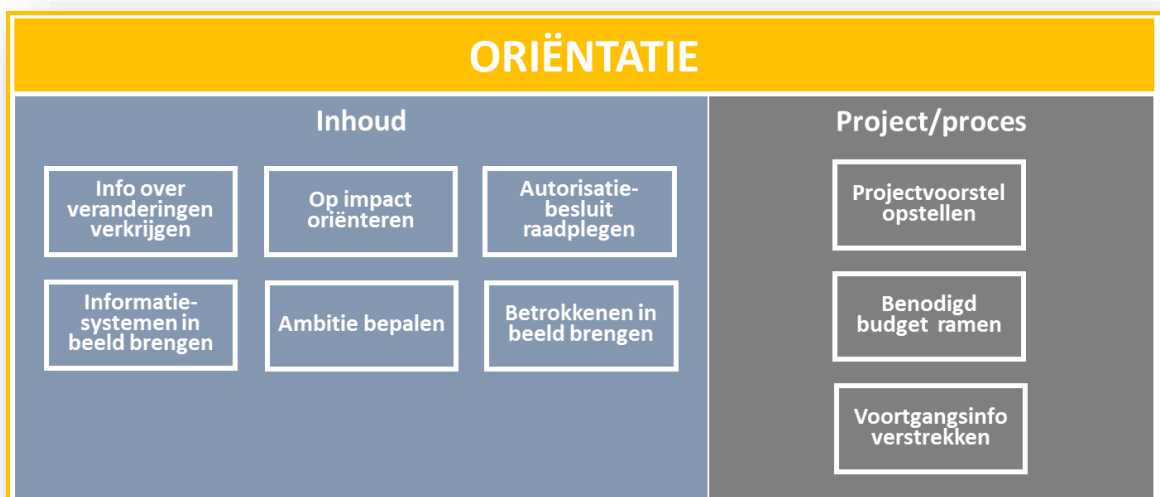 ORIËNTATIE
Inhoud
Info over
veranderingen
verkrijgen
Op impact
oriënteren
Autorisatie-
besluit
raadplegen
Informatie-
systemen in
beeld brengen
Ambitie bepalen
Betrokkenen in
beeld brengen
Project/proces
Projectvoorstel
opstellen
Benodigd
budget ramen
Voortgangsinfo
verstrekken